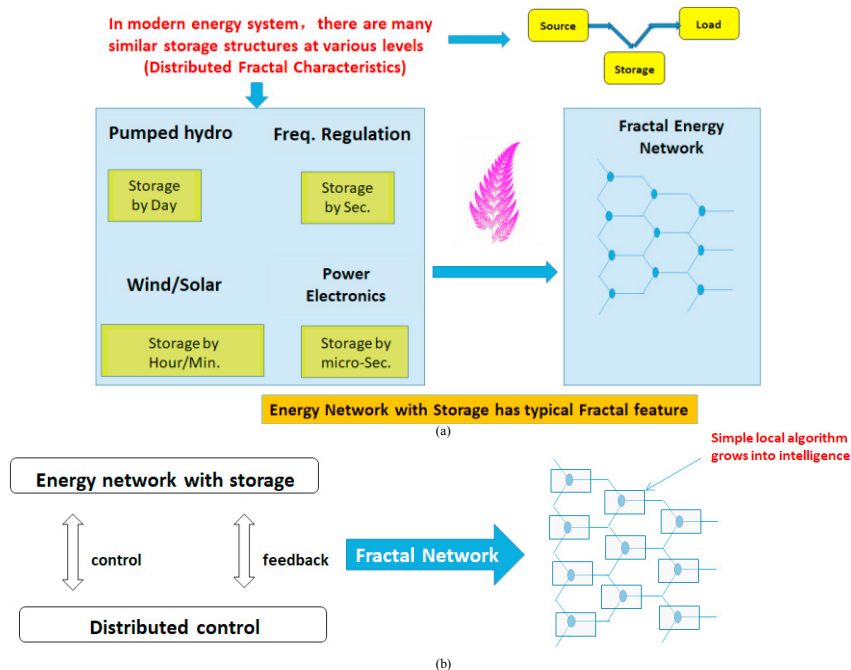 In modern energy system，there are many
similar storage structures at various levels
(Distributed Fractal Characteristics)
Source
Load
Storage
Pumped hydro
Freq. Regulation
Storage
by Day
Storage
by Sec.
Wind/Solar
Power
Electronics
Storage by
Hour/Min.
Storage by
micro-Sec.
Fractal Energy
Network
Energy Network with Storage has typical Fractal feature
(a)
Simple local algorithm
grows into intelligence
Energy network with storage
control
feedback
Fractal Network
Distributed control
(b)